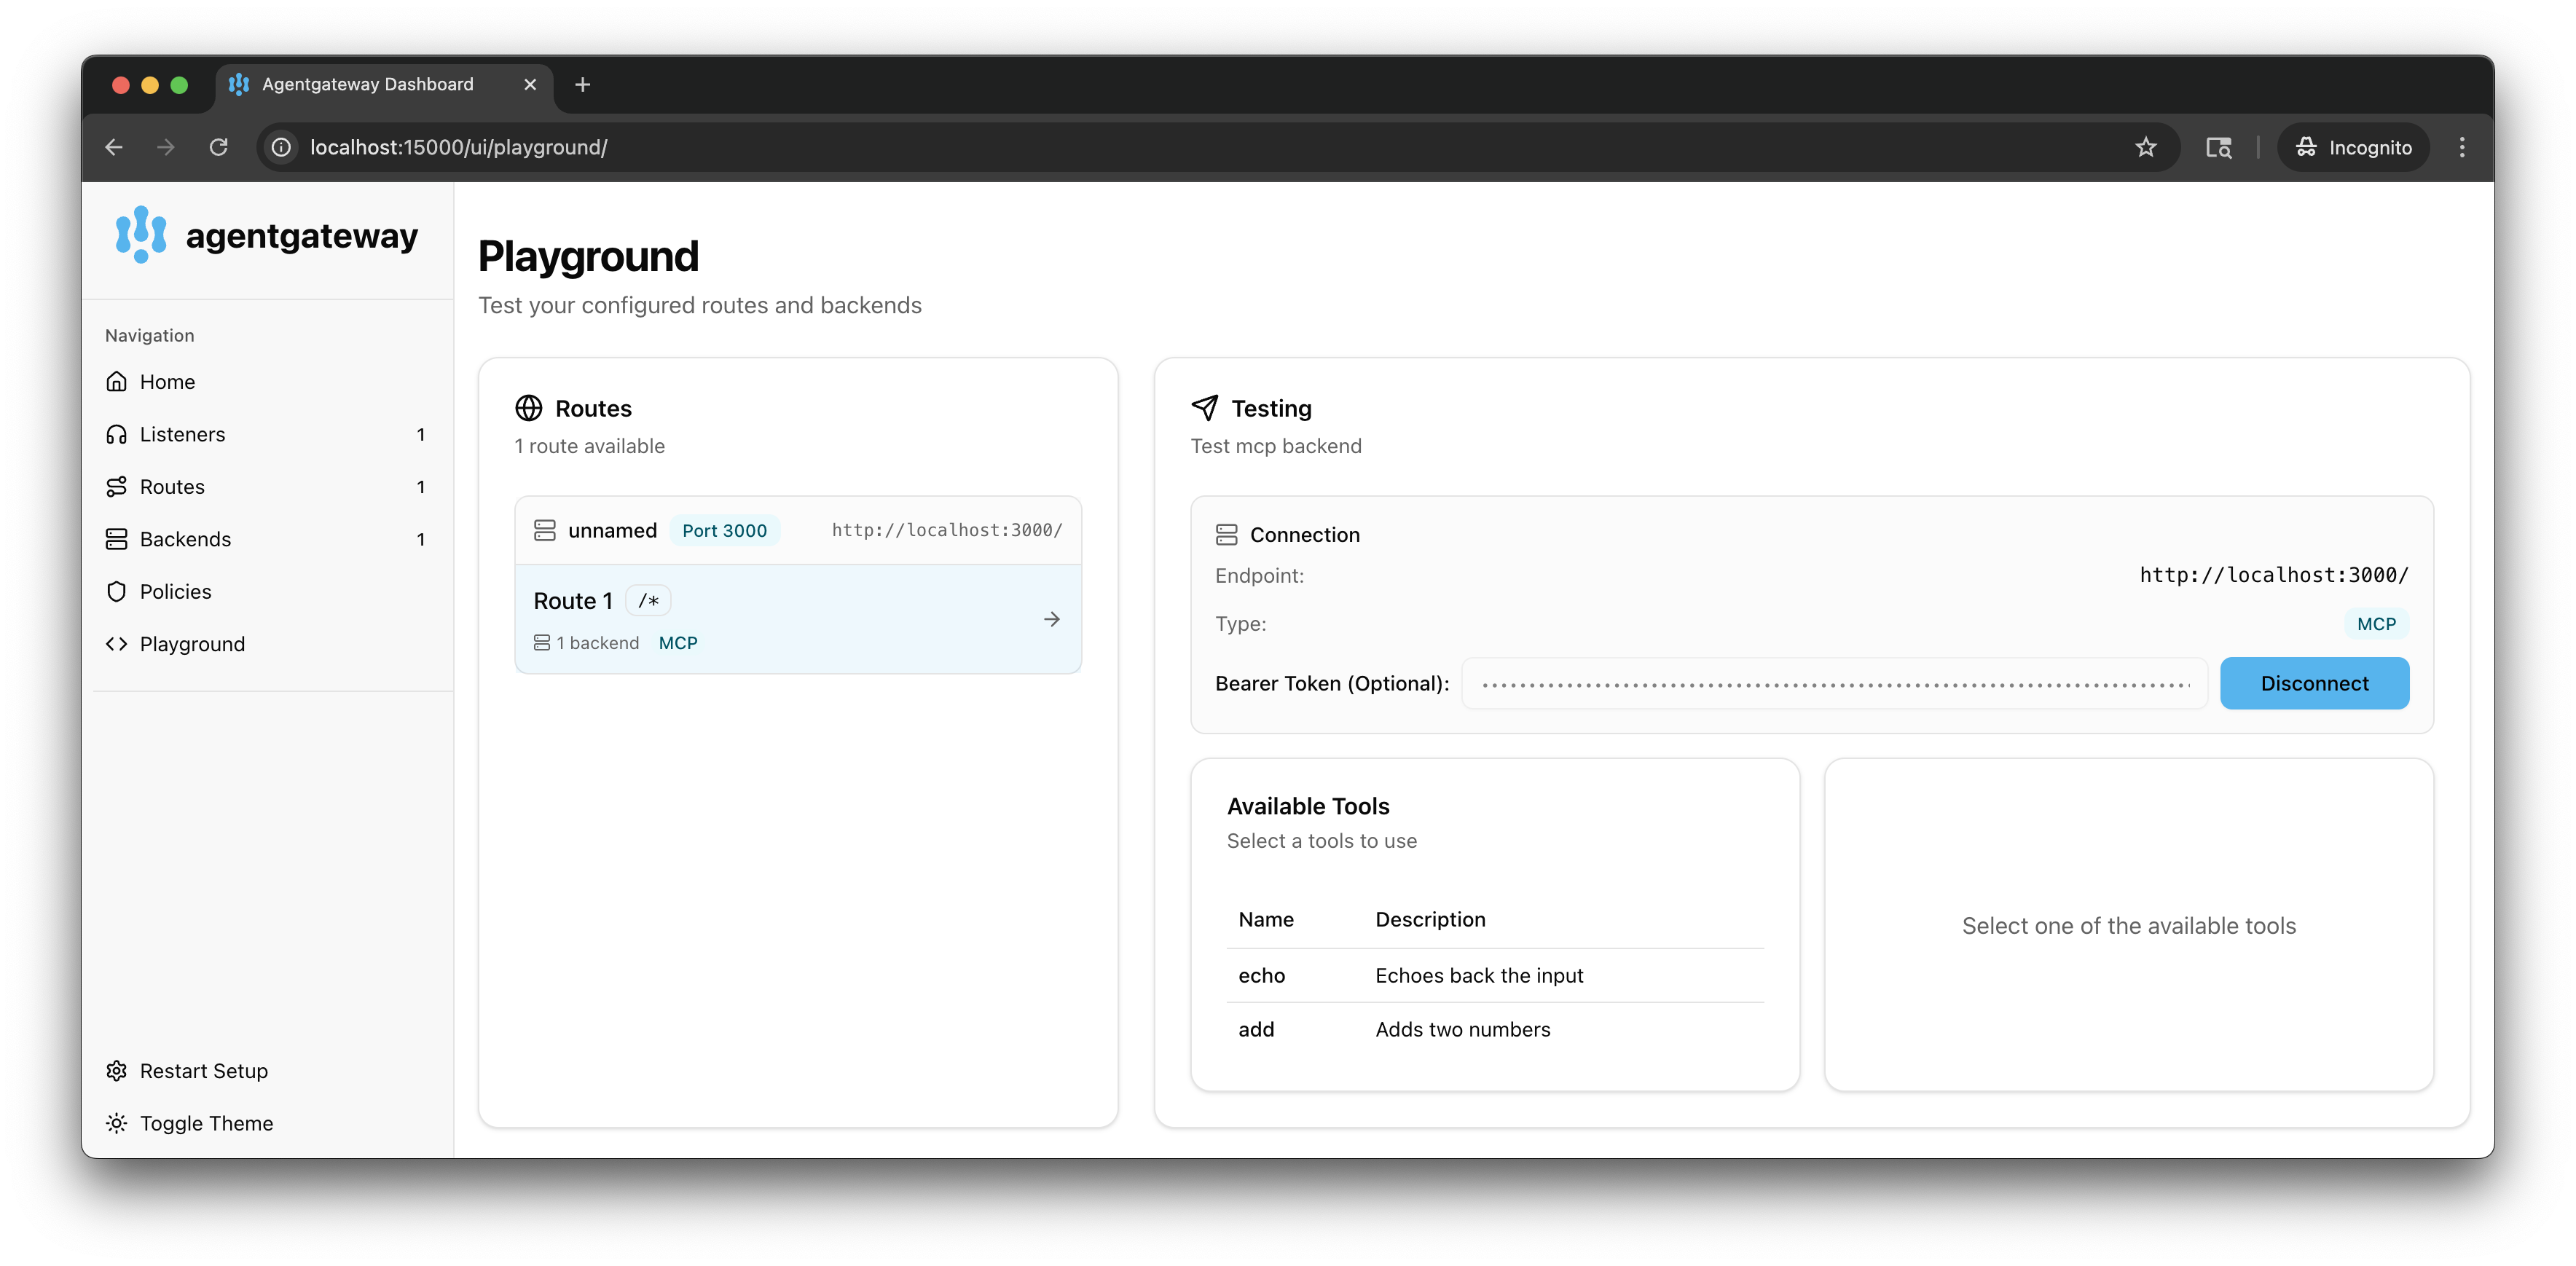 Agentgateway Dashboard
localhost:15000/ui/playground/
Incognito
agentgateway
Navigation
Home
Listeners 1
Routes 1
Backends 1
Policies
Playground
Restart Setup
Toggle Theme
Playground
Test your configured routes and backends
Routes
1 route available
unnamed Port 3000 http://localhost:3000/
Route 1 /*
1 backend MCP
Testing
Test mcp backend
Connection
Endpoint: http://localhost:3000/
Type: MCP
Bearer Token (Optional): Disconnect
Available Tools
Select a tools to use
Name Description
echo Echoes back the input
add Adds two numbers
Select one of the available tools